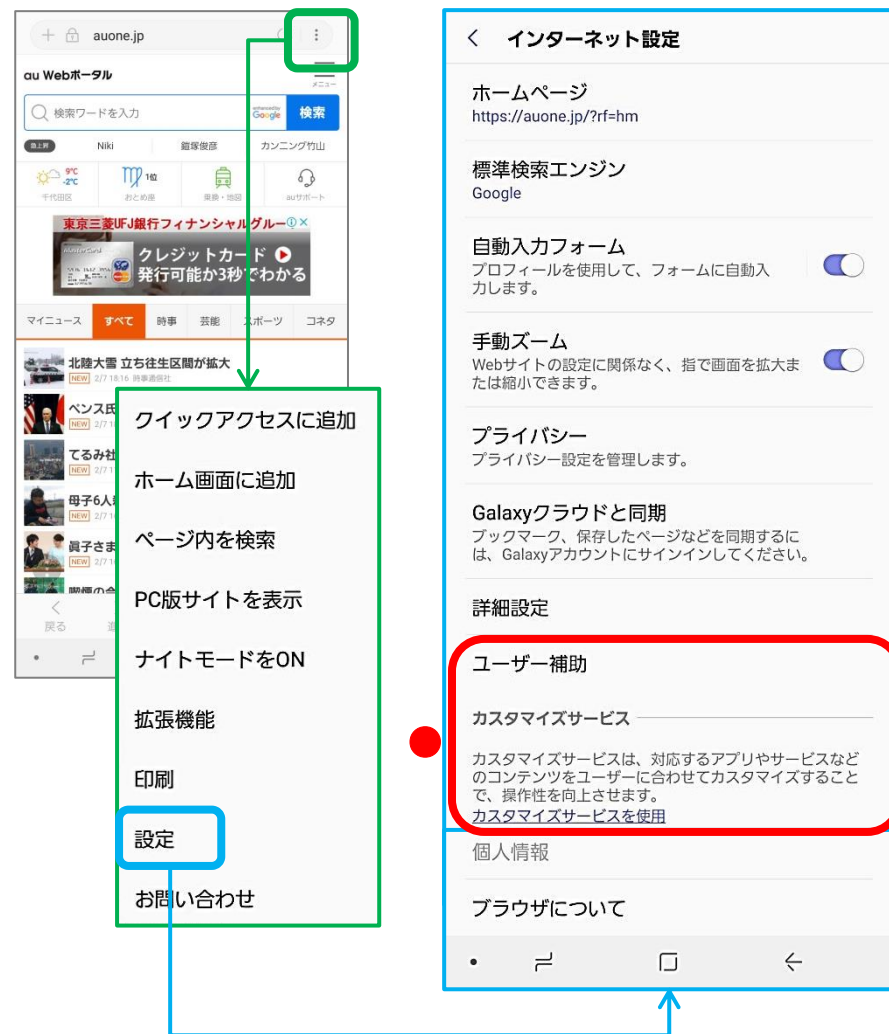 auone.jp
au Webポータル
メニュー
検索ワードを入力
enhanced by Google
検索
急上昇
Niki
鎧塚俊彦
カンニング竹山
9℃
-2℃
1位
千代田区
おとめ座
乗換・地図
auサポート
東京三菱UFJ銀行フィナンシャルグルー
クレジットカード
発行可能か3秒でわかる
マイニュース
すべて
時事
芸能
スポーツ
コネタ
北陸大雪 立ち往生区間が拡大
NEW 2/7 18:16 時事通信社
ペンス氏
NEW 2/7 1
てるみ社
NEW 2/7 1
母子6人
NEW 2/7 1
眞子さま
NEW 2/7 1
喫煙の会
戻る
進
クイックアクセスに追加
ホーム画面に追加
ページ内を検索
PC版サイトを表示
ナイトモードをON
拡張機能
印刷
設定
お問い合わせ
インターネット設定
ホームページ
https://auone.jp/?rf=hm
標準検索エンジン
Google
自動入力フォーム
プロフィールを使用して、フォームに自動入
力します。
手動ズーム
Webサイトの設定に関係なく、指で画面を拡大ま
たは縮小できます。
プライバシー
プライバシー設定を管理します。
Galaxyクラウドと同期
ブックマーク、保存したページなどを同期するに
は、Galaxyアカウントにサインインしてください。
詳細設定
ユーザー補助
カスタマイズサービス
カスタマイズサービスは、対応するアプリやサービスなど
のコンテンツをユーザーに合わせてカスタマイズすること
で、操作性を向上させます。
カスタマイズサービスを使用
個人情報
ブラウザについて